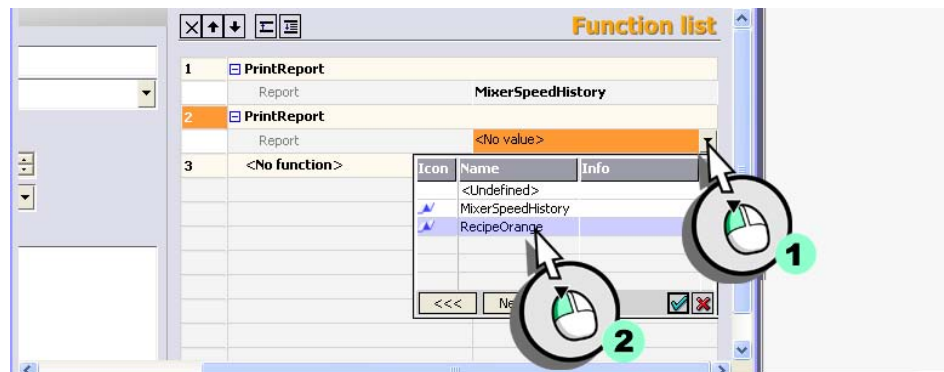 Function list
1 PrintReport
Report MixerSpeedHistory
2 PrintReport
Report <No value>
3 <No function>
Icon Name Info
<Undefined>
MixerSpeedHistory
RecipeOrange
1
<<<
2